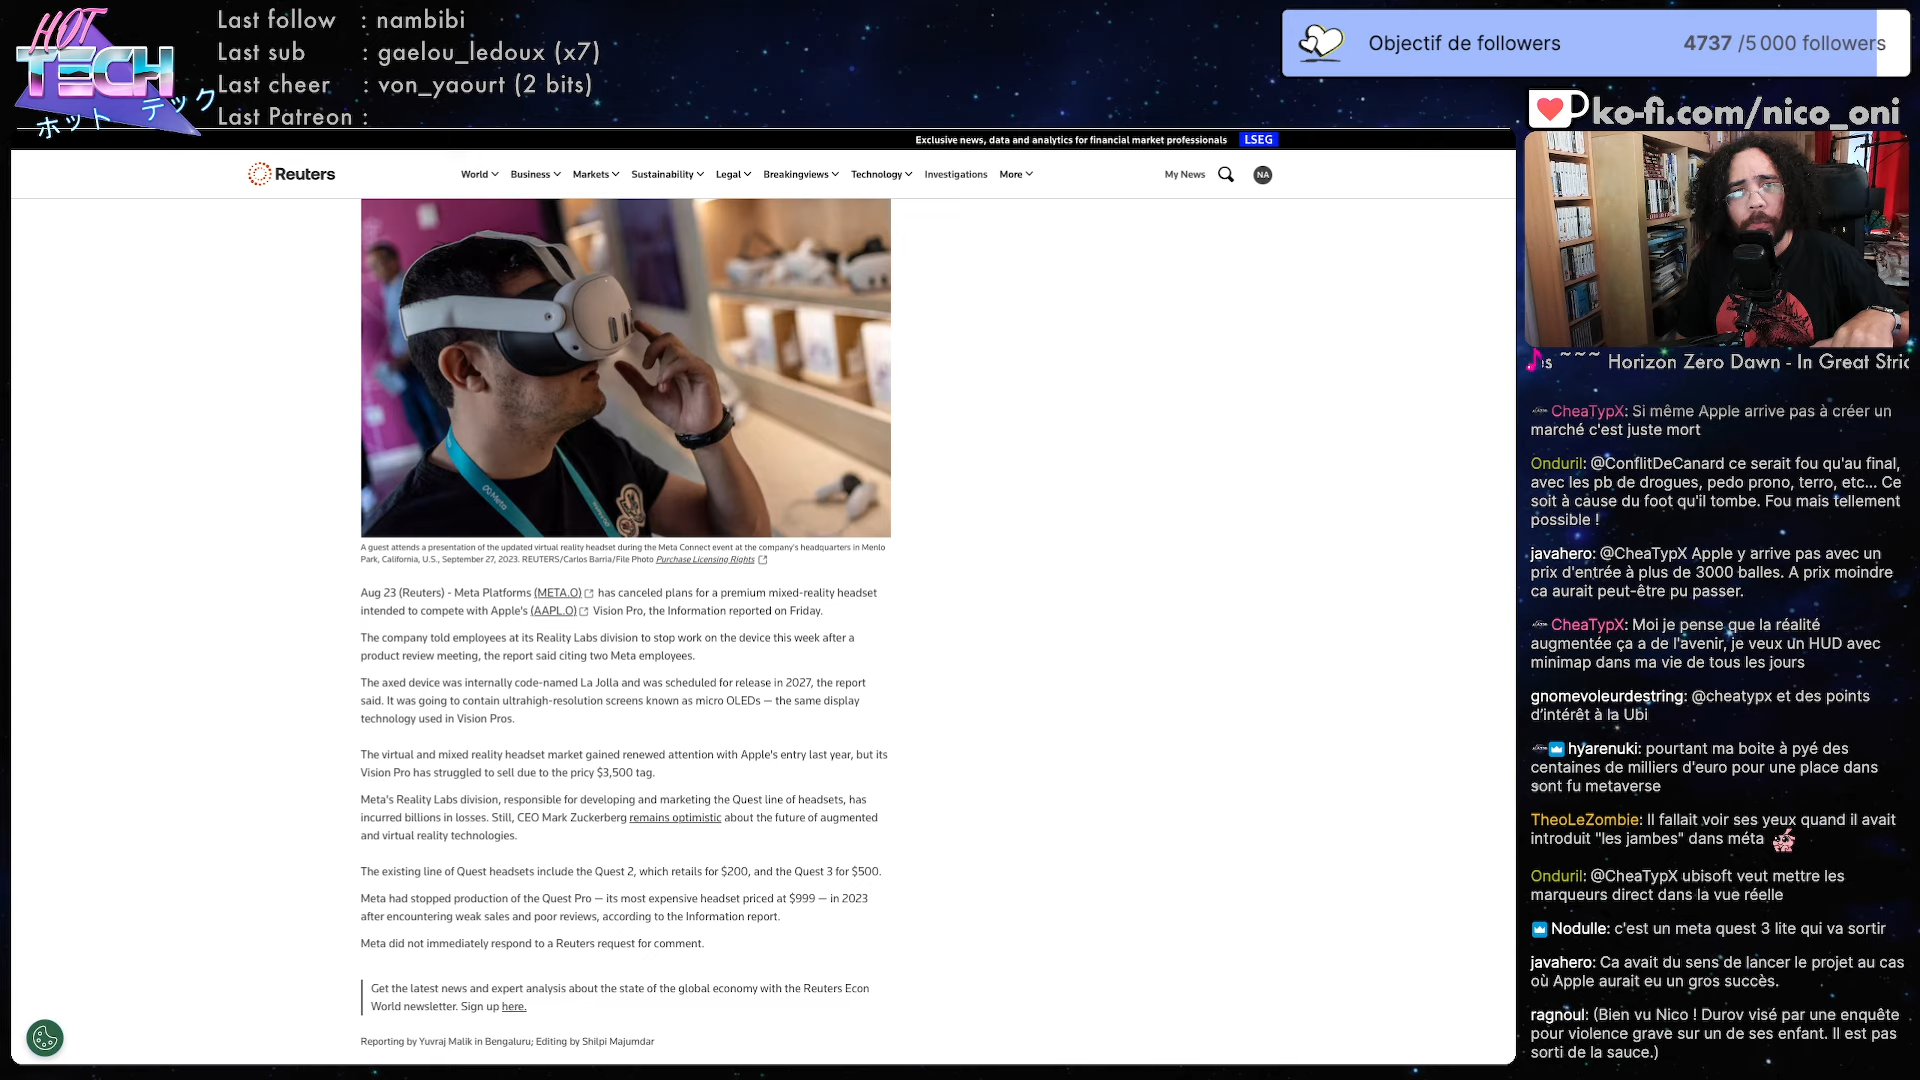 HOT
TECH
ホット テック
Last follow : nambibi
Last sub : gaelou_ledoux (x7)
Last cheer : von_yaourt (2 bits)
Last Patreon :
Objectif de followers 4737 /5 000 followers
ko-fi.com/nico_oni
Exclusive news, data and analytics for financial market professionals LSEG
Reuters World Business Markets Sustainability Legal Breakingviews Technology Investigations More My News NA
Meta
A guest attends a presentation of the updated virtual reality headset during the Meta Connect event at the company's headquarters in Menlo
Park, California, U.S., September 27, 2023. REUTERS/Carlos Barria/File Photo Purchase Licensing Rights
Aug 23 (Reuters) - Meta Platforms (META.O) has canceled plans for a premium mixed-reality headset
intended to compete with Apple's (AAPL.O) Vision Pro, the Information reported on Friday.
The company told employees at its Reality Labs division to stop work on the device this week after a
product review meeting, the report said citing two Meta employees.
The axed device was internally code-named La Jolla and was scheduled for release in 2027, the report
said. It was going to contain ultrahigh-resolution screens known as micro OLEDs — the same display
technology used in Vision Pros.
The virtual and mixed reality headset market gained renewed attention with Apple's entry last year, but its
Vision Pro has struggled to sell due to the pricy $3,500 tag.
Meta's Reality Labs division, responsible for developing and marketing the Quest line of headsets, has
incurred billions in losses. Still, CEO Mark Zuckerberg remains optimistic about the future of augmented
and virtual reality technologies.
The existing line of Quest headsets include the Quest 2, which retails for $200, and the Quest 3 for $500.
Meta had stopped production of the Quest Pro — its most expensive headset priced at $999 — in 2023
after encountering weak sales and poor reviews, according to the Information report.
Meta did not immediately respond to a Reuters request for comment.
Get the latest news and expert analysis about the state of the global economy with the Reuters Econ
World newsletter. Sign up here.
Reporting by Yuvraj Malik in Bengaluru; Editing by Shilpi Majumdar
s ~~~ Horizon Zero Dawn - In Great Stri
CheaTypX: Si même Apple arrive pas à créer un
marché c'est juste mort
Onduril: @ConflitDeCanard ce serait fou qu'au final,
avec les pb de drogues, pedo prono, terro, etc... Ce
soit à cause du foot qu'il tombe. Fou mais tellement
possible !
javahero: @CheaTypX Apple y arrive pas avec un
prix d'entrée à plus de 3000 balles. A prix moindre
ca aurait peut-être pu passer.
CheaTypX: Moi je pense que la réalité
augmentée ça a de l'avenir, je veux un HUD avec
minimap dans ma vie de tous les jours
gnomevoleurdestring: @cheatypx et des points
d'intérêt à la Ubi
hyarenuki: pourtant ma boite à pyé des
centaines de milliers d'euro pour une place dans
sont fu metaverse
TheoLeZombie: Il fallait voir ses yeux quand il avait
introduit "les jambes" dans méta
Onduril: @CheaTypX ubisoft veut mettre les
marqueurs direct dans la vue réelle
Nodulle: c'est un meta quest 3 lite qui va sortir
javahero: Ca avait du sens de lancer le projet au cas
où Apple aurait eu un gros succès.
ragnoul: (Bien vu Nico ! Durov visé par une enquête
pour violence grave sur un de ses enfant. Il est pas
sorti de la sauce.)